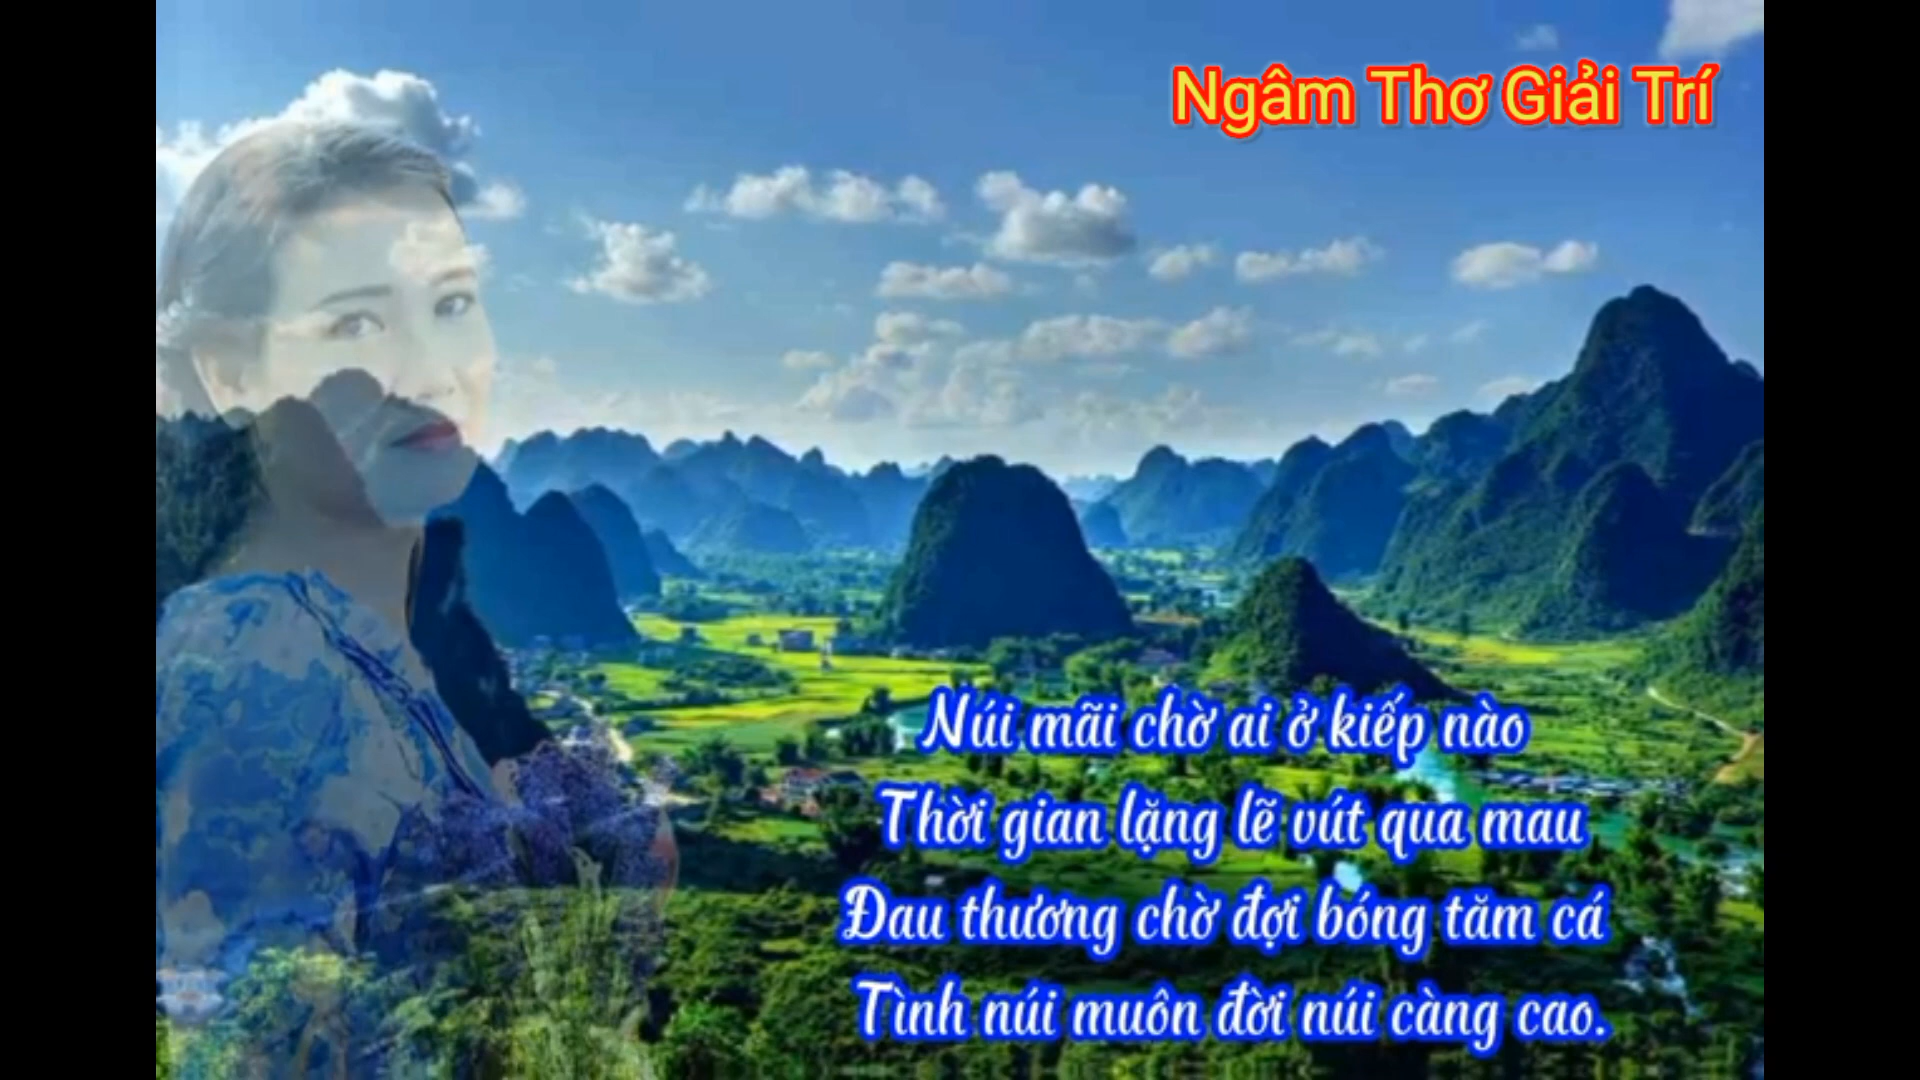 Ngâm Thơ Giải Trí
Núi mãi chờ ai ở kiếp nào
Thời gian lặng lẽ vút qua mau
Đau thương chờ đợi bóng tăm cá
Tình núi muôn đời núi càng cao.